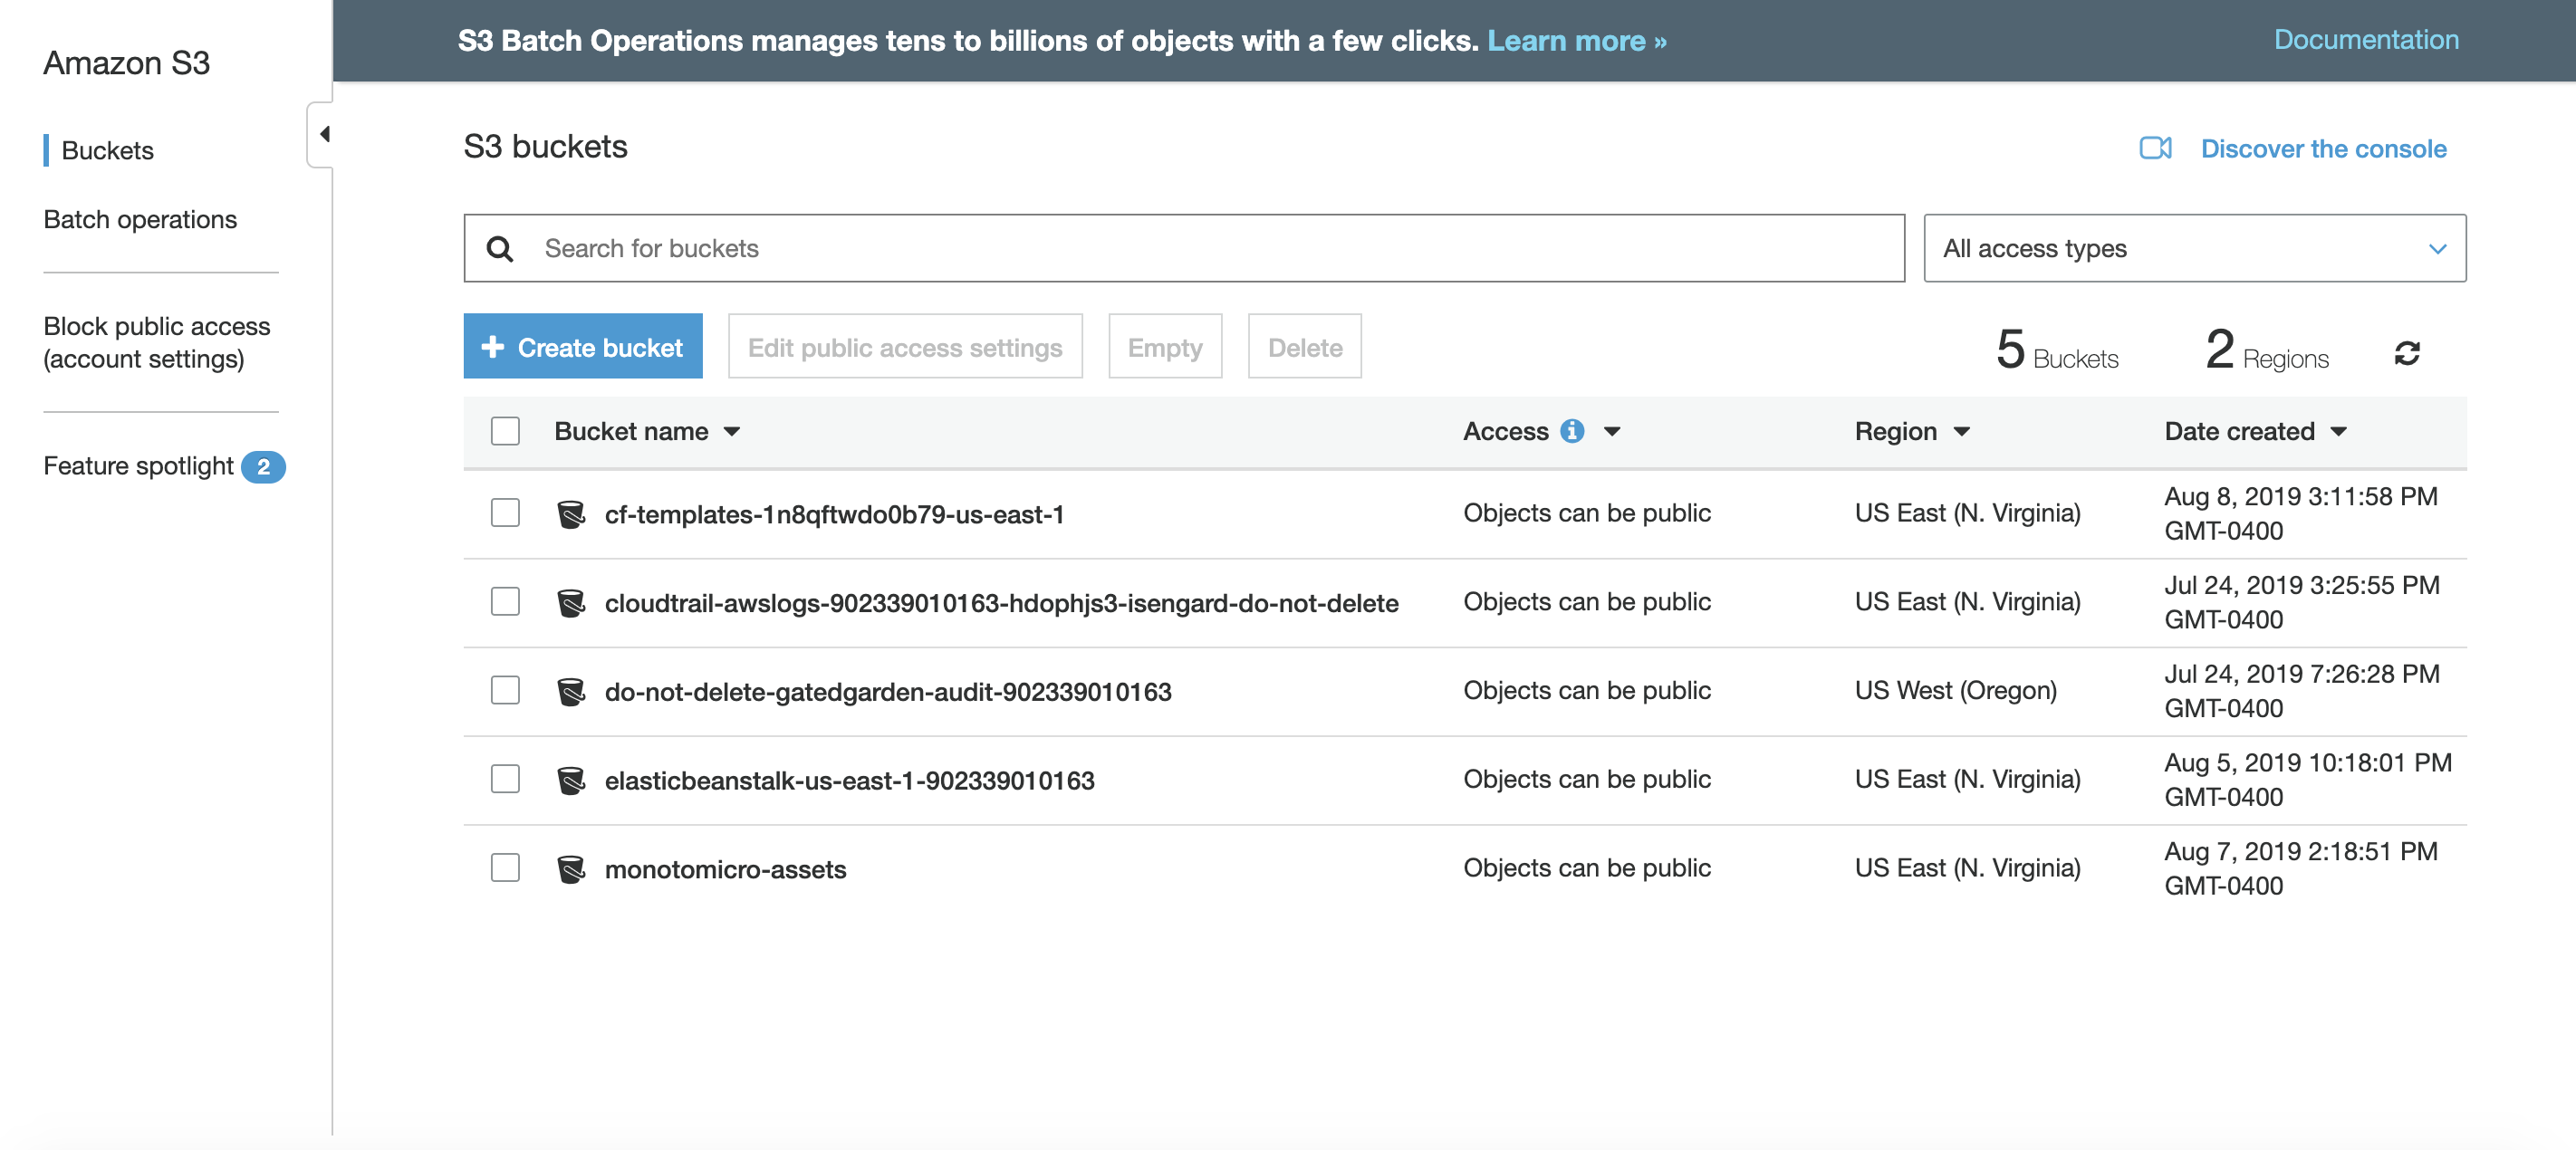 Amazon S3
Buckets
Batch operations
Block public access
(account settings)
Feature spotlight 2
S3 Batch Operations manages tens to billions of objects with a few clicks. Learn more »
Documentation
S3 buckets
Discover the console
Search for buckets
All access types
Create bucket
Edit public access settings
Empty
Delete
5 Buckets
2 Regions
Bucket name
Access
Region
Date created
cf-templates-1n8qftwdo0b79-us-east-1
Objects can be public
US East (N. Virginia)
Aug 8, 2019 3:11:58 PM
GMT-0400
cloudtrail-awslogs-902339010163-hdophjs3-isengard-do-not-delete
Objects can be public
US East (N. Virginia)
Jul 24, 2019 3:25:55 PM
GMT-0400
do-not-delete-gatedgarden-audit-902339010163
Objects can be public
US West (Oregon)
Jul 24, 2019 7:26:28 PM
GMT-0400
elasticbeanstalk-us-east-1-902339010163
Objects can be public
US East (N. Virginia)
Aug 5, 2019 10:18:01 PM
GMT-0400
monotomicro-assets
Objects can be public
US East (N. Virginia)
Aug 7, 2019 2:18:51 PM
GMT-0400